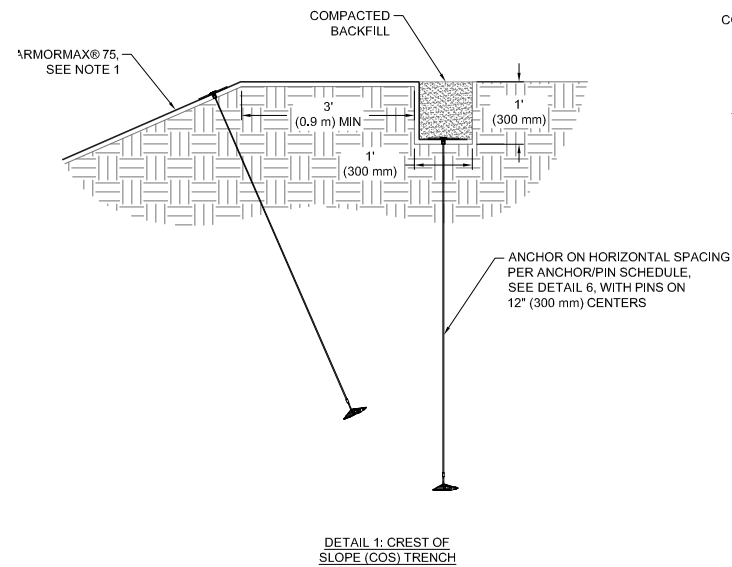 COMPACTED
BACKFILL
ARMORMAX® 75,
SEE NOTE 1
3'
(0.9 m) MIN
1'
(300 mm)
1'
(300 mm)
ANCHOR ON HORIZONTAL SPACING
PER ANCHOR/PIN SCHEDULE,
SEE DETAIL 6, WITH PINS ON
12" (300 mm) CENTERS
DETAIL 1: CREST OF
SLOPE (COS) TRENCH